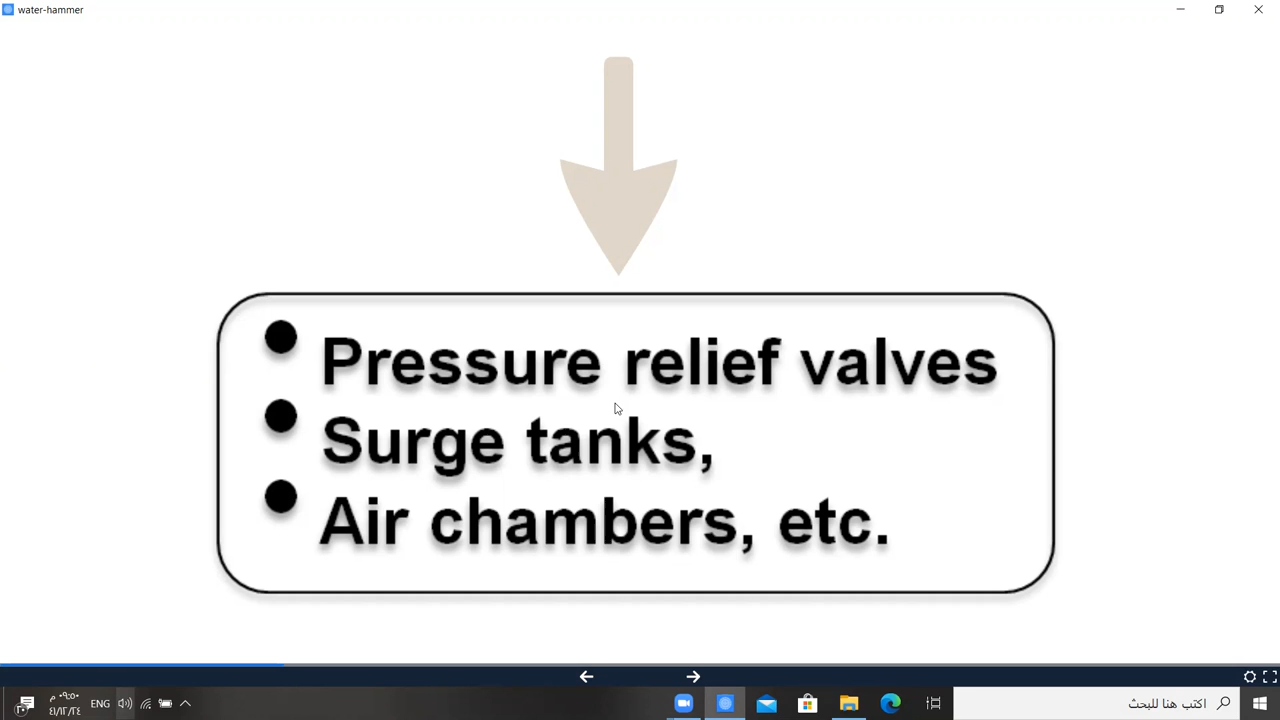 water-hammer
• Pressure relief valves
• Surge tanks,
• Air chambers, etc.
ENG
اكتب هنا للبحث